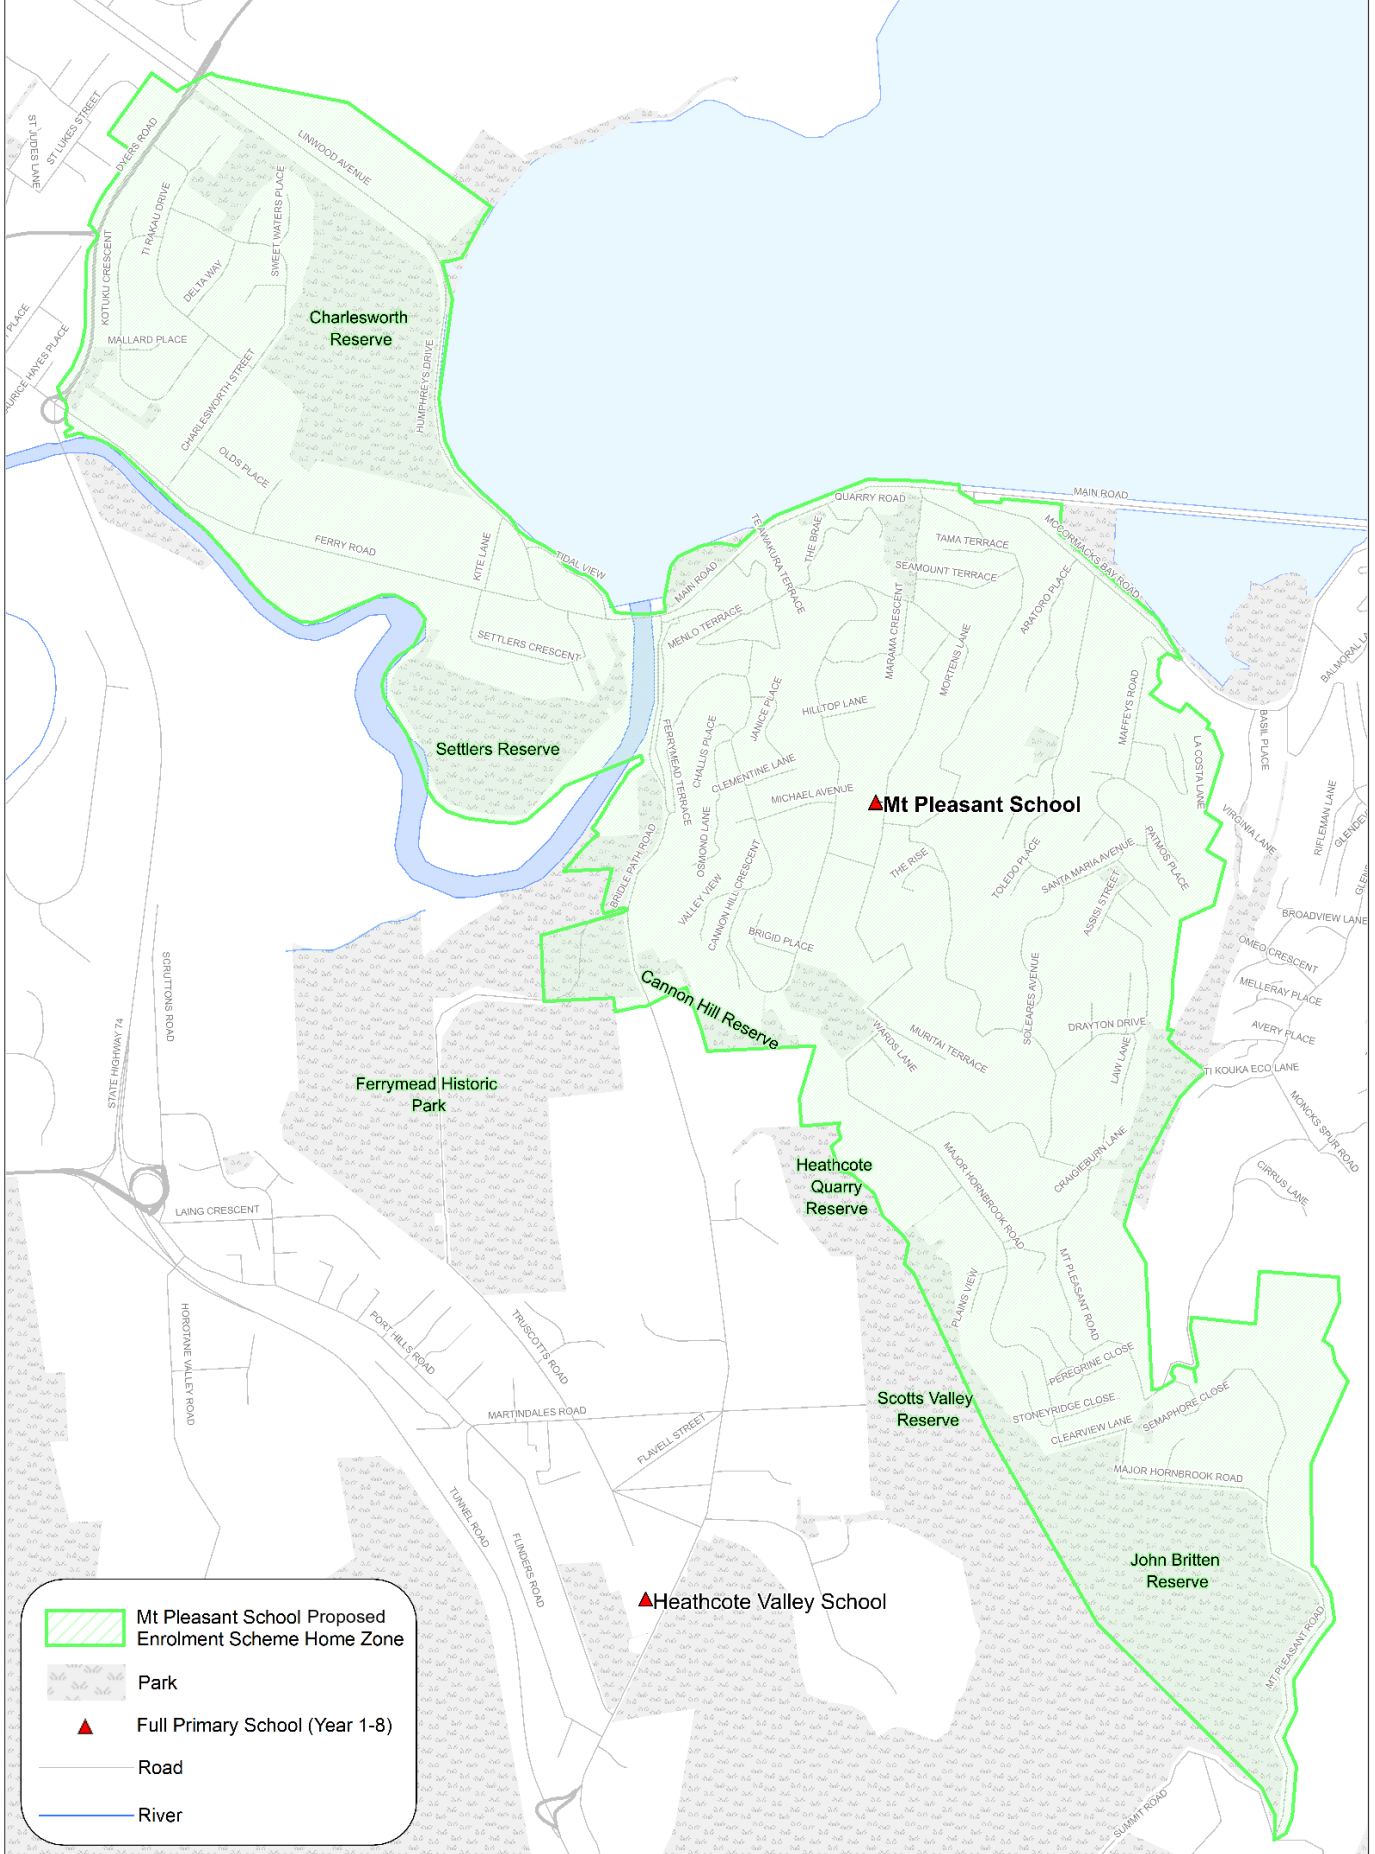 ST JUDES LANE
ST LUKES STREET
DYERS ROAD
LINWOOD AVENUE
TI RAKAU DRIVE
SWEET WATERS PLACE
KOTUKU CRESCENT
DELTA WAY
Charlesworth
Reserve
PLACE
MALLARD PLACE
HUMPHREYS DRIVE
CHARLESWORTH STREET
OLDS PLACE
FERRY ROAD
KITE LANE
TIDAL VIEW
SETTLERS CRESCENT
Settlers Reserve
MAIN ROAD
QUARRY ROAD
MAIN ROAD
MCCORMACKS BAY ROAD
TE AWAKURA TERRACE
THE BRAE
TAMA TERRACE
SEAMOUNT TERRACE
ARATORO PLACE
MENLO TERRACE
MARAMA CRESCENT
MORTENS LANE
BALMORAL LA
JANICE PLACE
HILLTOP LANE
MAFFEYS ROAD
BASIL PLACE
LA COSTA LANE
CHALLIS PLACE
FERRYMEAD TERRACE
CLEMENTINE LANE
MICHAEL AVENUE
Mt Pleasant School
VIRGINIA LANE
RIFLEMAN LANE
OSMOND LANE
BRIDLE PATH ROAD
CANNON HILL CRESCENT
VALLEY VIEW
THE RISE
TOLEDO PLACE
SANTA MARIA AVENUE
PATMOS PLACE
ASSISI STREET
BROADVIEW LANE
BRIGID PLACE
OMEO CRESCENT
MELLERAY PLACE
Cannon Hill Reserve
SOLEARES AVENUE
DRAYTON DRIVE
AVERY PLACE
WARDS LANE
MURITAI TERRACE
LAW LANE
TI KOUKA ECO LANE
MONCKS SPUR ROAD
SCRUTTONS ROAD
STATE HIGHWAY 74
Ferrymead Historic
Park
MAJOR HORNBROOK ROAD
CRAIGIEBURN LANE
CIRRUS LANE
Heathcote
Quarry
Reserve
LAING CRESCENT
MT PLEASANT ROAD
PLAINS VIEW
HOROTANE VALLEY ROAD
PORT HILLS ROAD
TRUSCOTTS ROAD
PEREGRINE CLOSE
Scotts Valley
Reserve
STONEYRIDGE CLOSE
SEMAPHORE CLOSE
CLEARVIEW LANE
MARTINDALES ROAD
FLAVELL STREET
MAJOR HORNBROOK ROAD
TUNNEL ROAD
FLINDERS ROAD
John Britten
Reserve
Heathcote Valley School
MT PLEASANT ROAD
SUMMIT ROAD
Mt Pleasant School Proposed
Enrolment Scheme Home Zone
Park
Full Primary School (Year 1-8)
Road
River